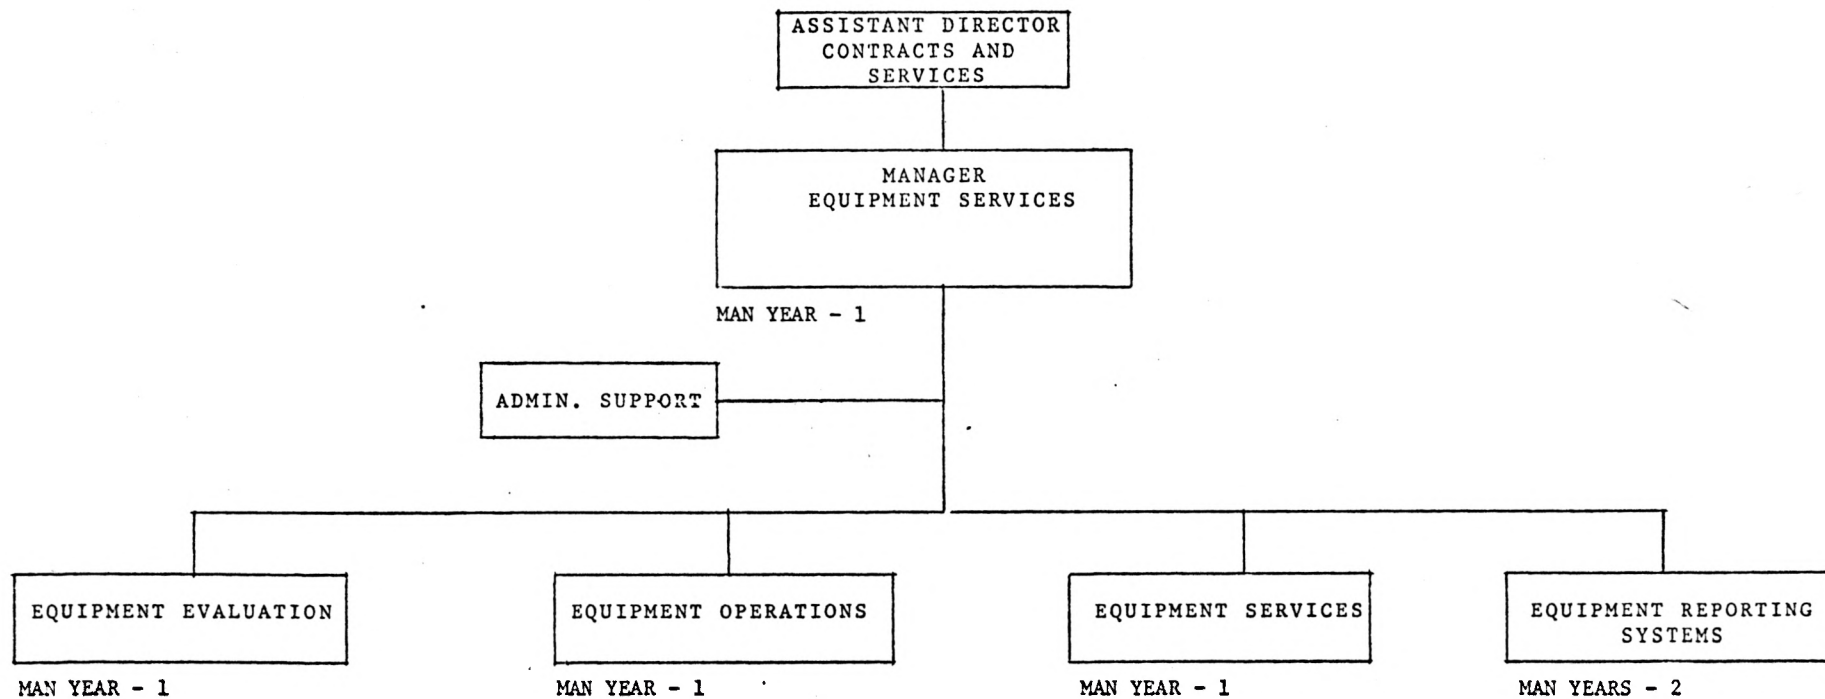 ASSISTANT DIRECTOR
CONTRACTS AND
SERVICES
MANAGER
EQUIPMENT SERVICES
MAN YEAR - 1
ADMIN. SUPPORT
EQUIPMENT EVALUATION
MAN YEAR - 1
EQUIPMENT OPERATIONS
MAN YEAR - 1
EQUIPMENT SERVICES
MAN YEAR - 1
EQUIPMENT REPORTING
SYSTEMS
MAN YEARS - 2